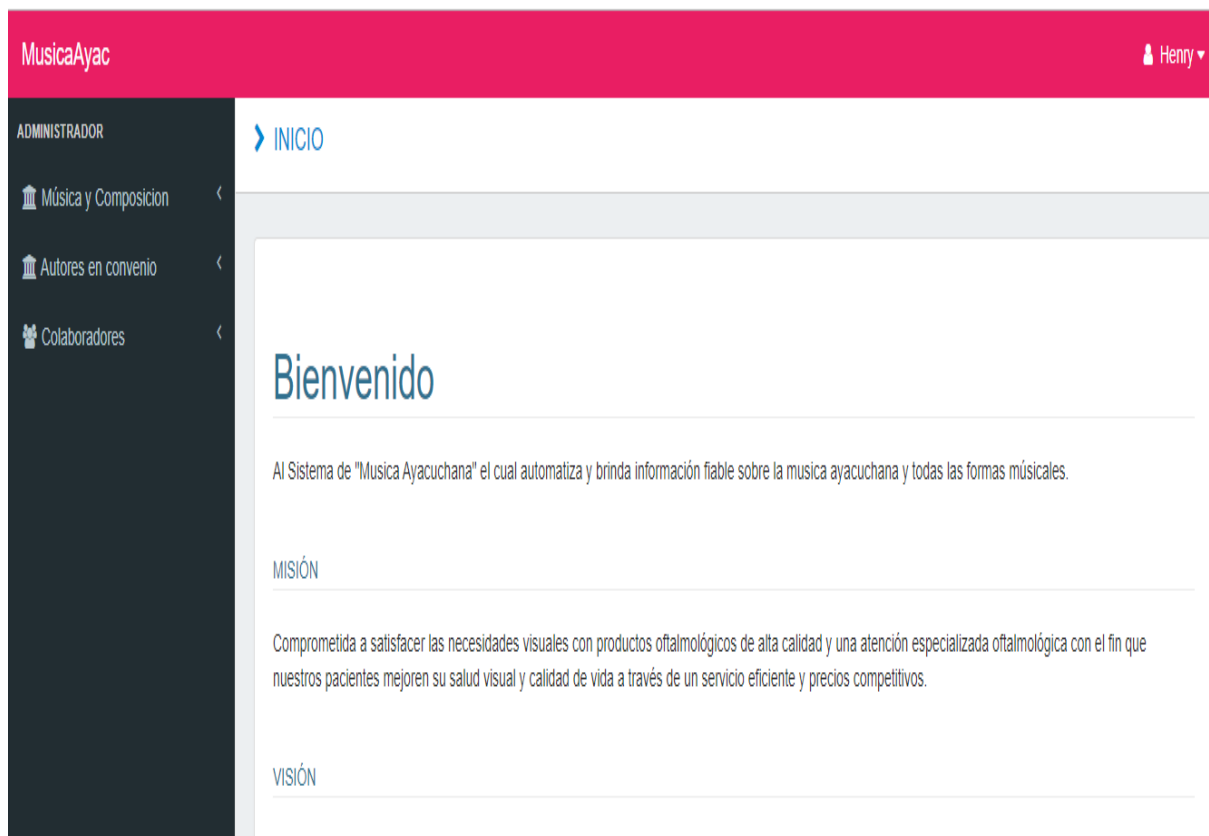 MusicaAyac
Henry
ADMINISTRADOR
Música y Composicion
Autores en convenio
Colaboradores
INICIO
Bienvenido
Al Sistema de "Musica Ayacuchana" el cual automatiza y brinda información fiable sobre la musica ayacuchana y todas las formas músicales.
MISIÓN
Comprometida a satisfacer las necesidades visuales con productos oftalmológicos de alta calidad y una atención especializada oftalmológica con el fin que
nuestros pacientes mejoren su salud visual y calidad de vida a través de un servicio eficiente y precios competitivos.
VISIÓN